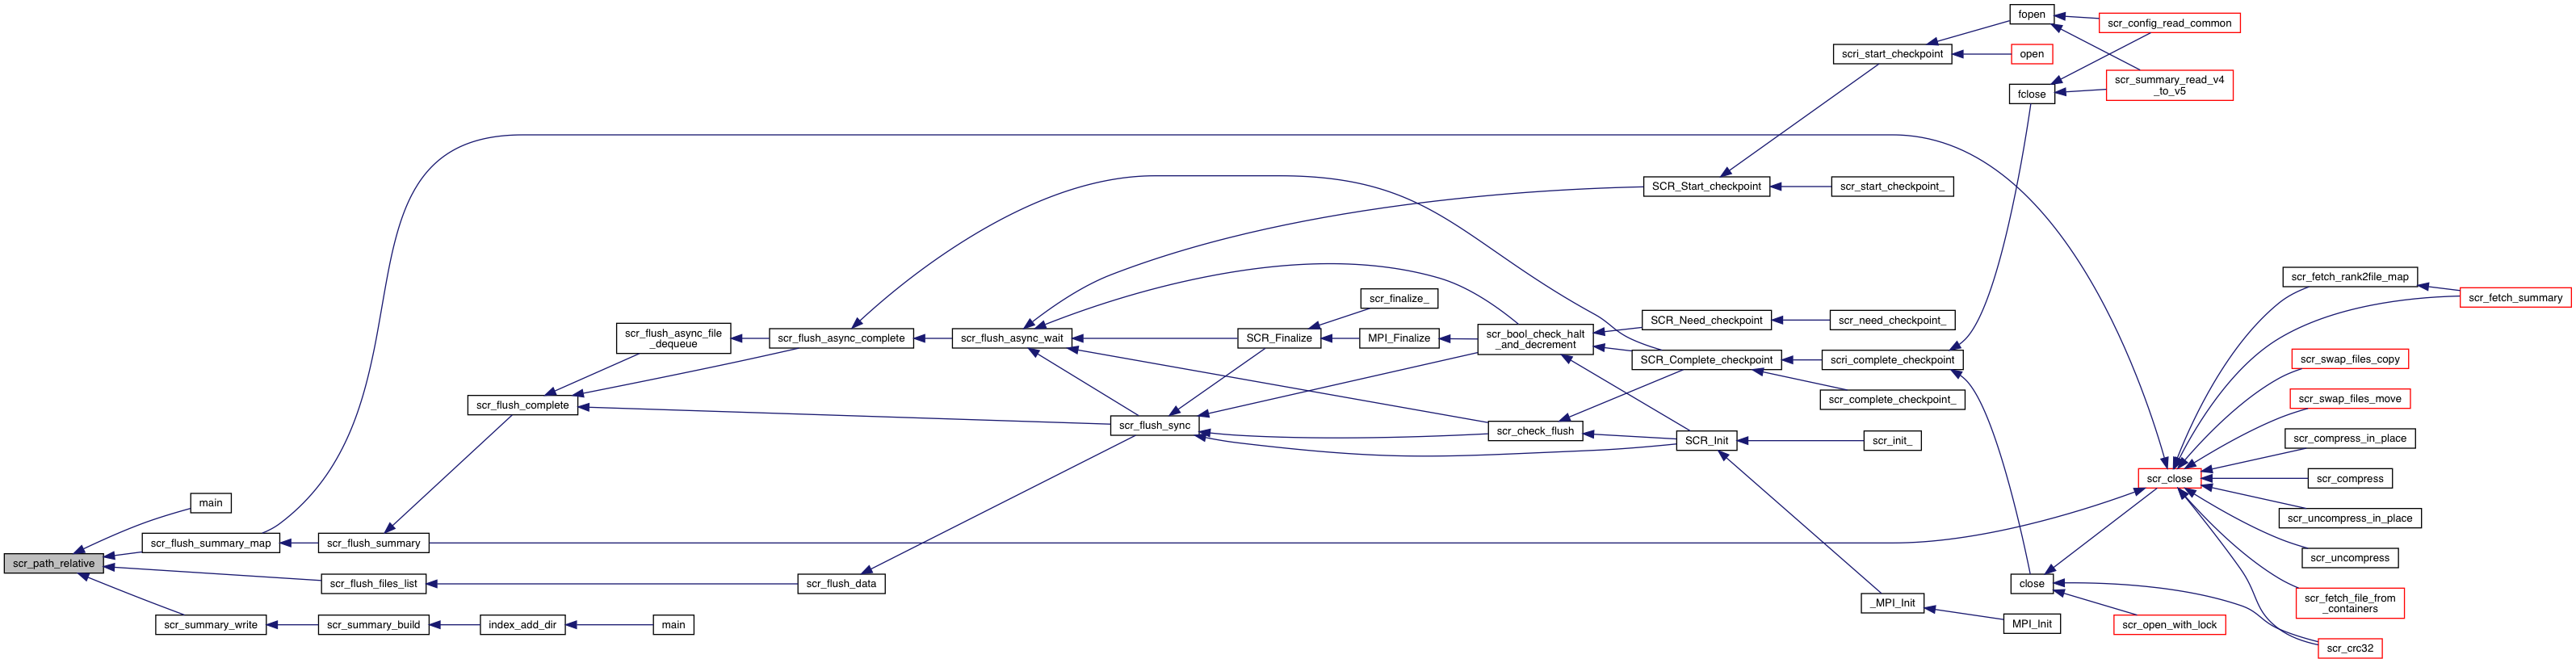 fopen
scr_config_read_common
scri_start_checkpoint
open
scr_summary_read_v4
_to_v5
fclose
SCR_Start_checkpoint
scr_start_checkpoint_
scr_fetch_rank2file_map
scr_fetch_summary
scr_finalize_
SCR_Need_checkpoint
scr_need_checkpoint_
scr_flush_async_file
_dequeue
scr_flush_async_complete
scr_flush_async_wait
SCR_Finalize
MPI_Finalize
scr_bool_check_halt
_and_decrement
SCR_Complete_checkpoint
scri_complete_checkpoint
scr_swap_files_copy
scr_complete_checkpoint_
scr_swap_files_move
scr_flush_complete
scr_flush_sync
scr_check_flush
SCR_Init
scr_init_
scr_compress_in_place
scr_close
scr_compress
main
scr_uncompress_in_place
scr_flush_summary_map
scr_flush_summary
scr_uncompress
scr_path_relative
scr_flush_files_list
scr_flush_data
close
_MPI_Init
scr_fetch_file_from
_containers
scr_summary_write
scr_summary_build
index_add_dir
main
MPI_Init
scr_open_with_lock
scr_crc32